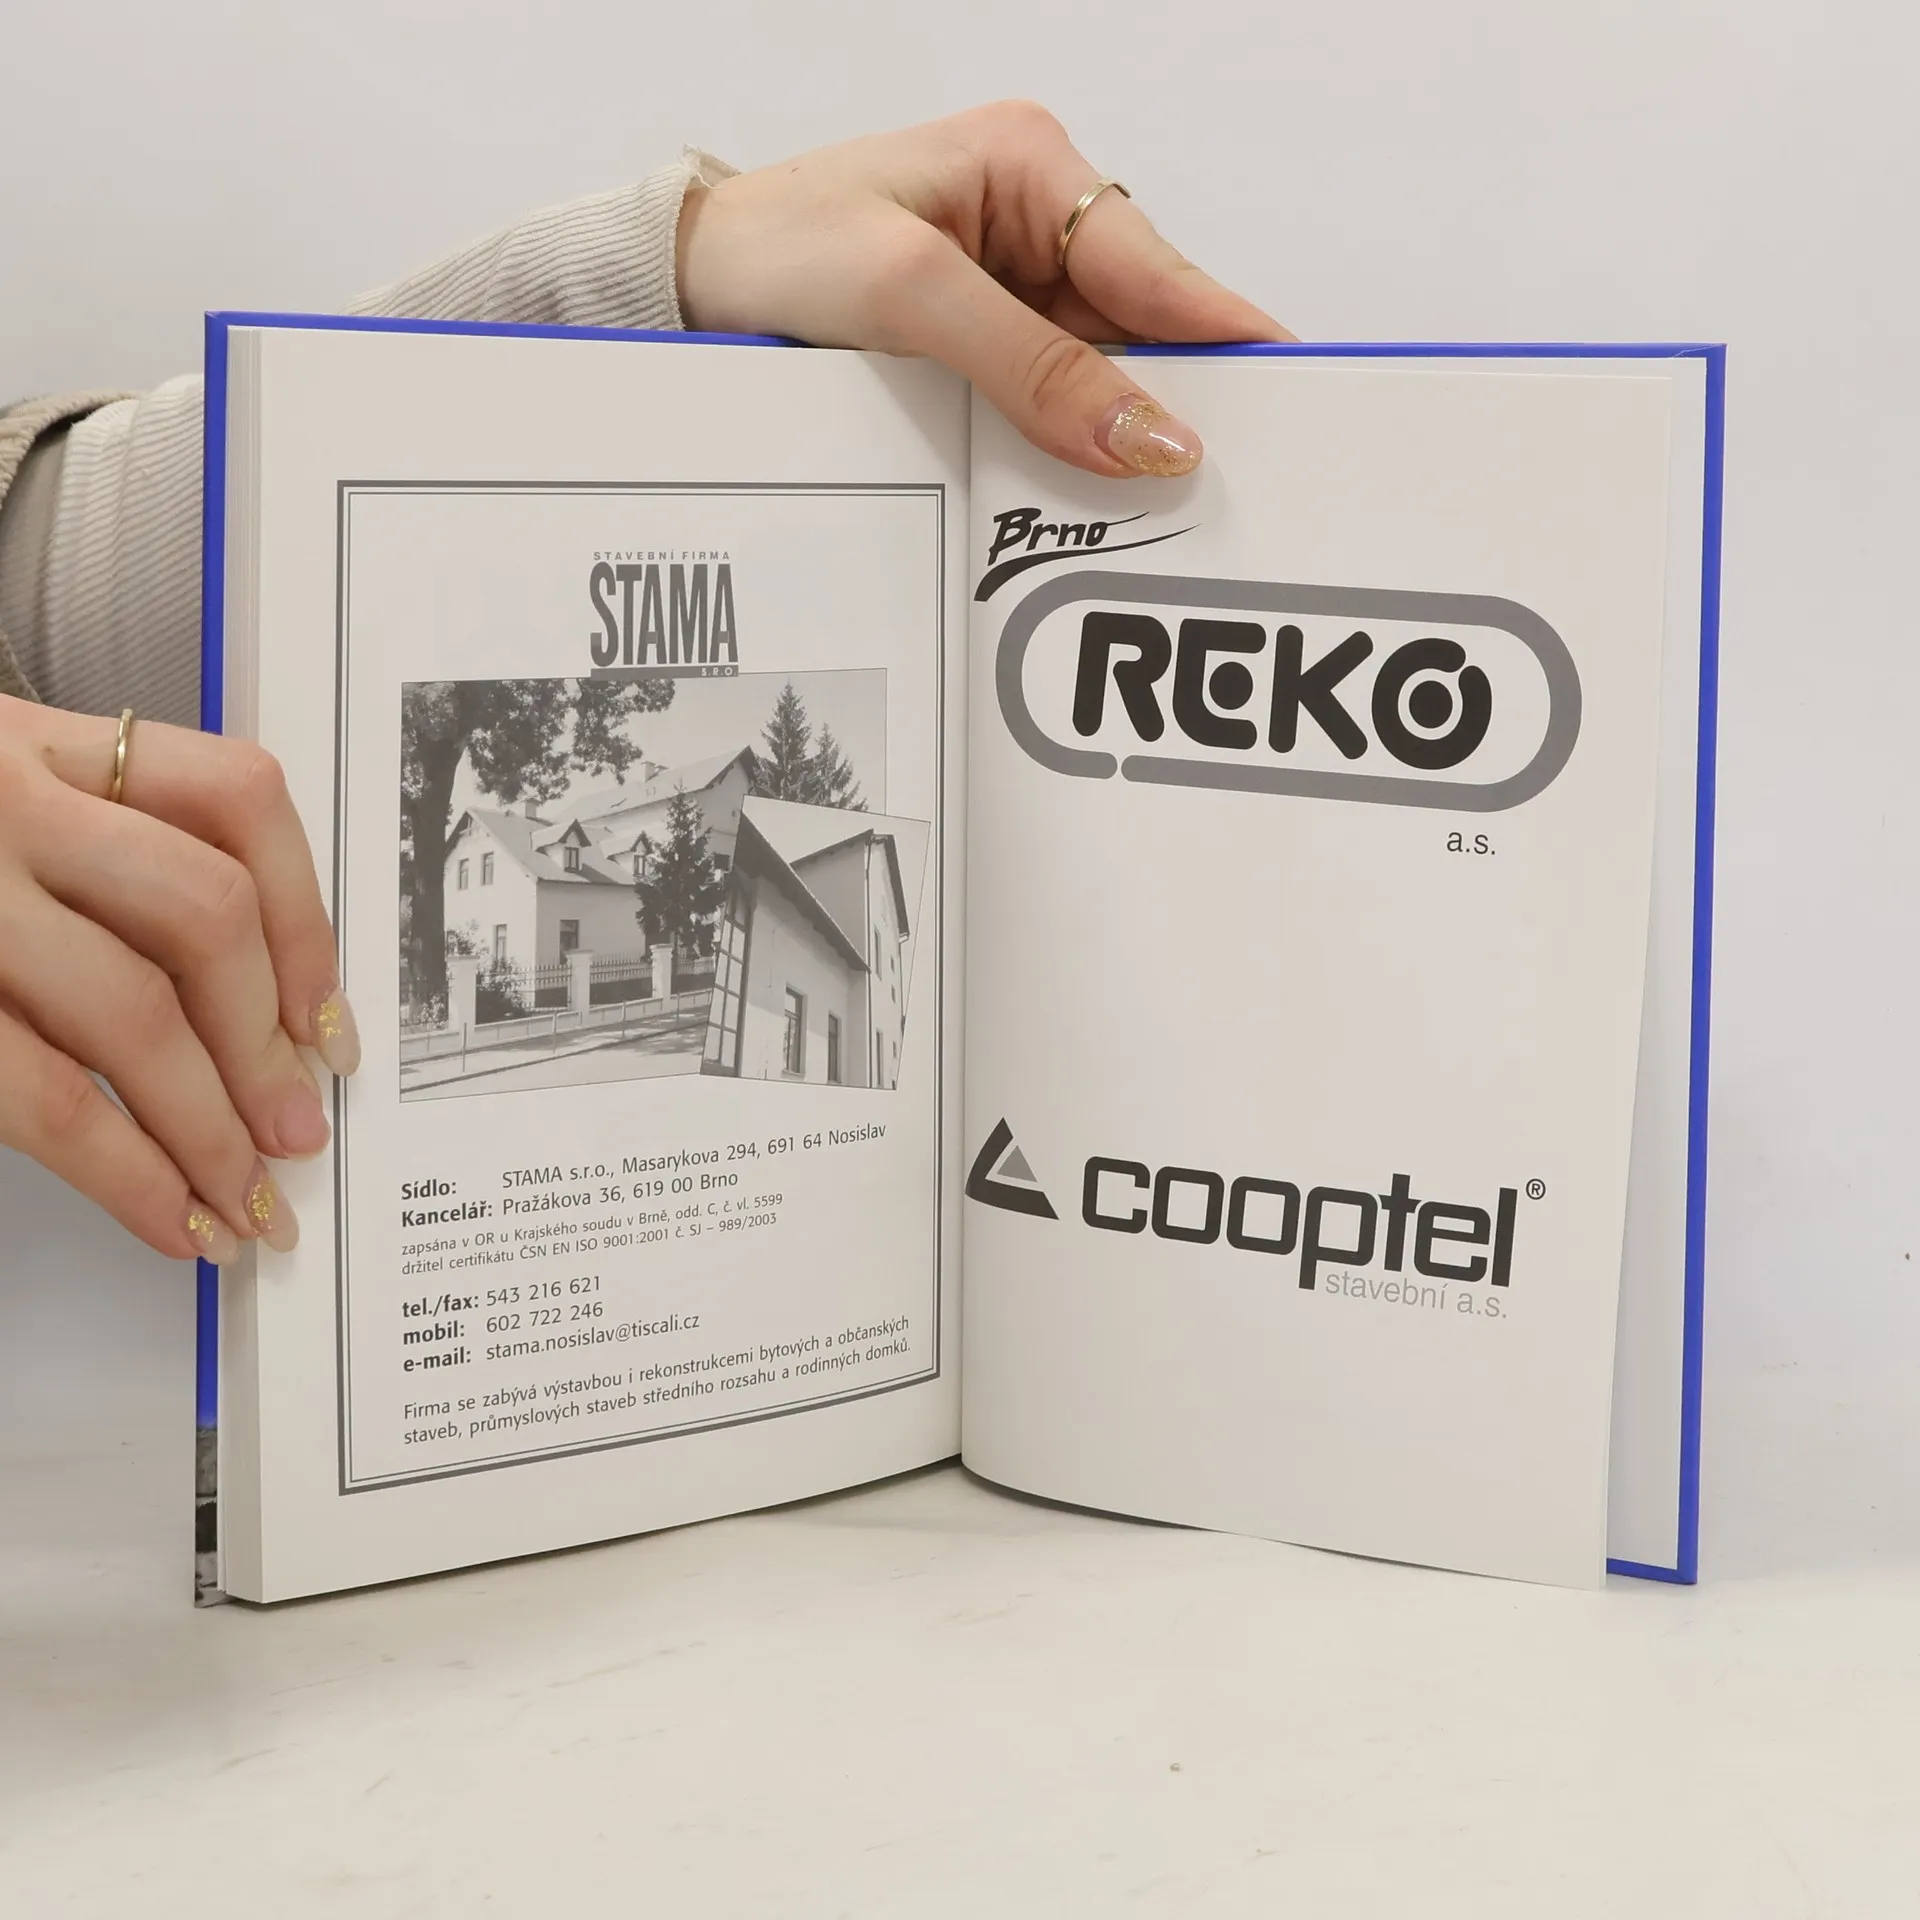 STAVEBNÍ FIRMA
STAMA
S.R.O.
Sídlo: STAMA s.r.o., Masarykova 294, 691 64 Nosislav
Kancelář: Pražákova 36, 619 00 Brno
zapsána v OR u Krajského soudu v Brně, odd. C, č. vl. 5599
držitel certifikátu ČSN EN ISO 9001:2001 č. SJ – 989/2003
tel./fax: 543 216 621
mobil: 602 722 246
e-mail: stama.nosislav@tiscali.cz
Firma se zabývá výstavbou i rekonstrukcemi bytových a občanských
staveb, průmyslových staveb středního rozsahu a rodinných domků.
Brno
REKO
a.s.
cooptel®
stavební a.s.